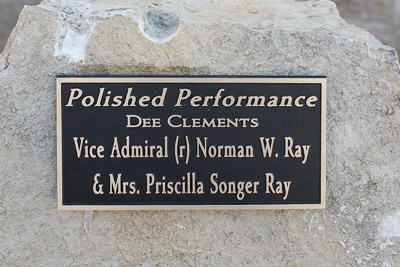 Polished Performance
Dee Clements
Vice Admiral (r) Norman W. Ray
& Mrs. Priscilla Songer Ray